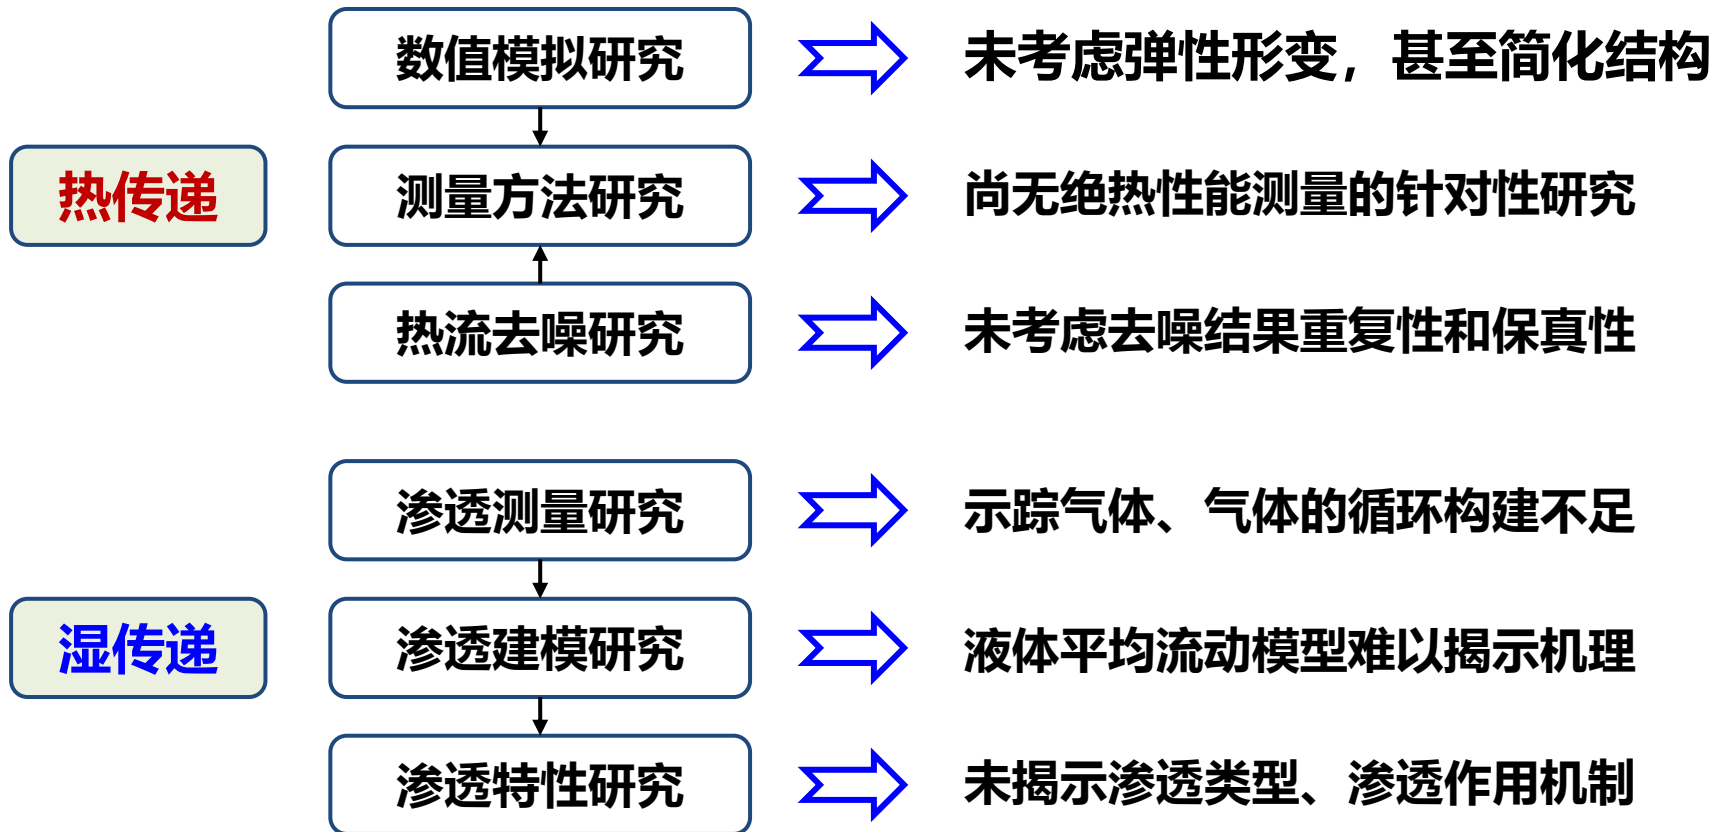 数值模拟研究
未考虑弹性形变，甚至简化结构
热传递
测量方法研究
尚无绝热性能测量的针对性研究
热流去噪研究
未考虑去噪结果重复性和保真性
渗透测量研究
示踪气体、气体的循环构建不足
湿传递
渗透建模研究
液体平均流动模型难以揭示机理
渗透特性研究
未揭示渗透类型、渗透作用机制